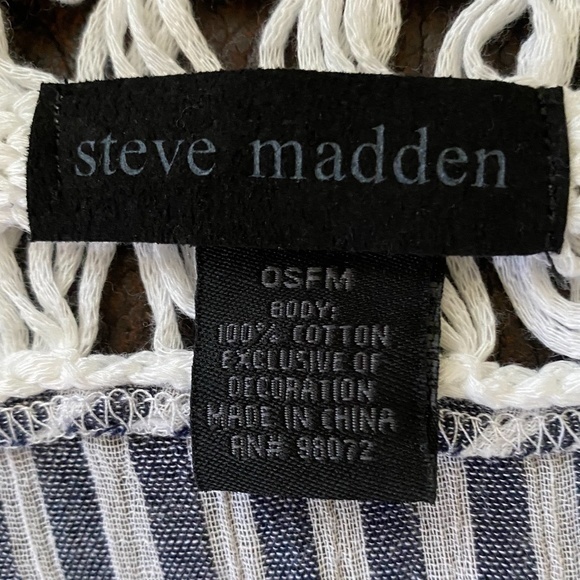 steve madden
OSFM
BODY:
100% COTTON
EXCLUSIVE OF
DECORATION
MADE IN CHINA
RN# 98072